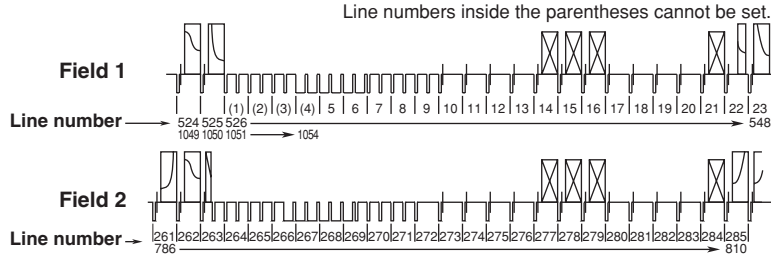 Line numbers inside the parentheses cannot be set.
Field 1
(1) (2) (3) (4) 5 6 7 8 9 10 11 12 13 14 15 16 17 18 19 20 21 22 23
Line number
524 525 526 548
1049 1050 1051 1054
Field 2
261 262 263 264 265 266 267 268 269 270 271 272 273 274 275 276 277 278 279 280 281 282 283 284 285
Line number
786 810